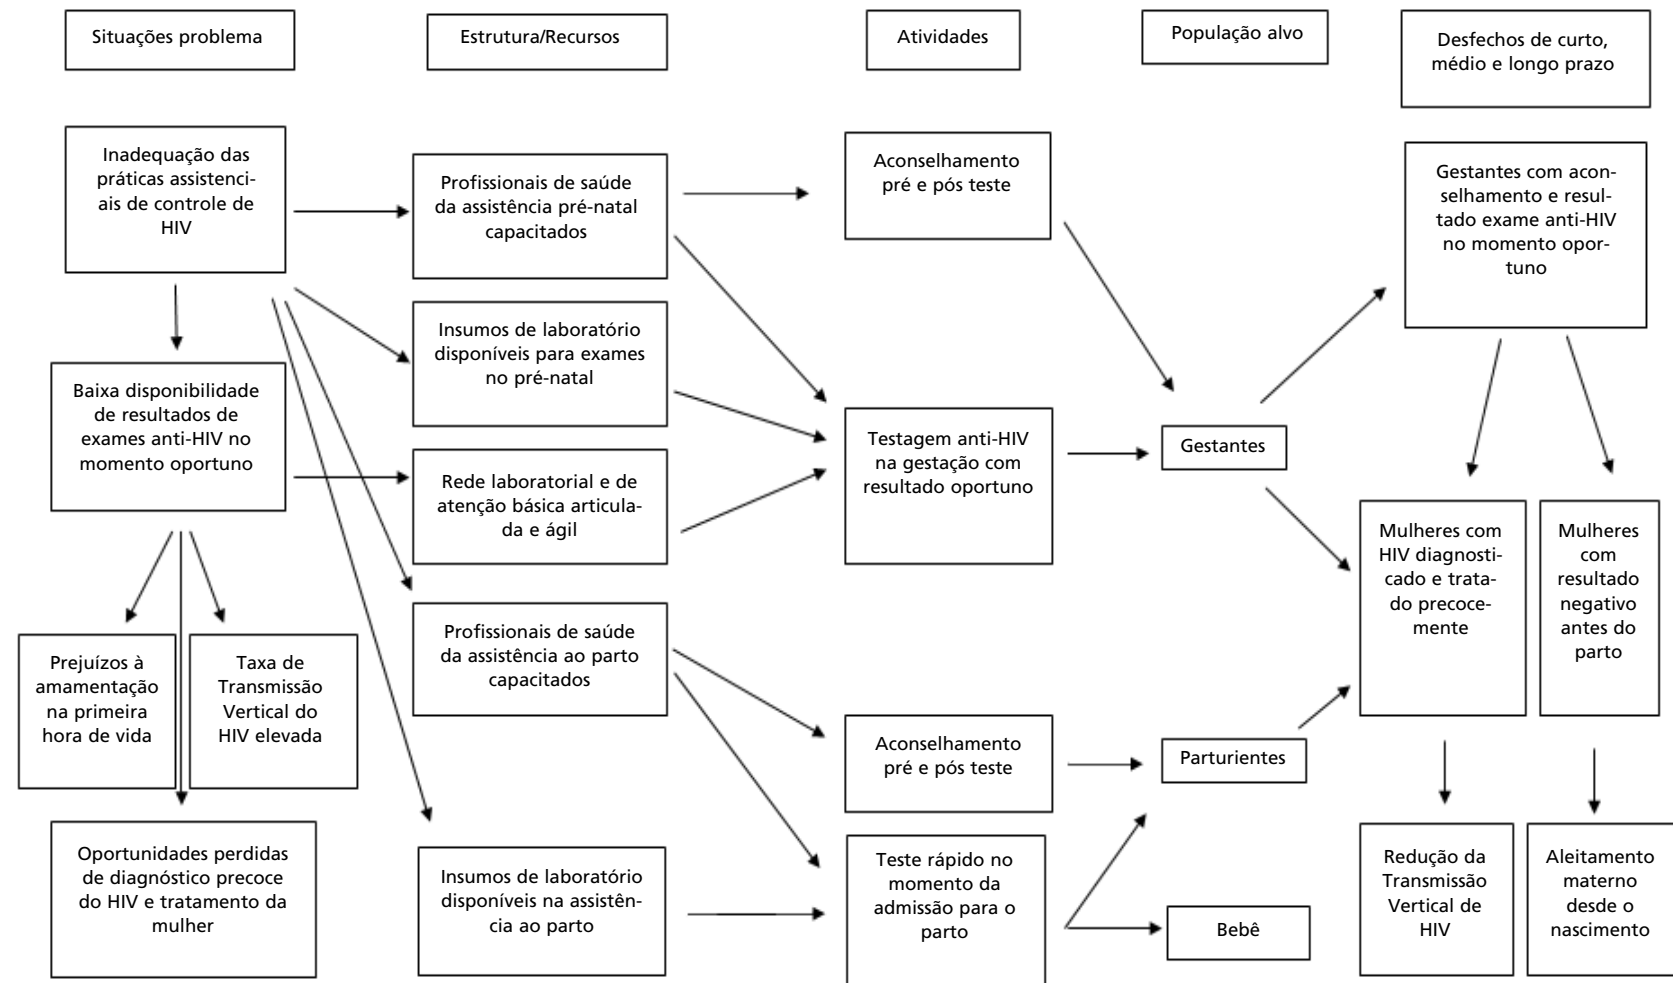 Situações problema
Estrutura/Recursos
Atividades
População alvo
Desfechos de curto,
médio e longo prazo
Inadequação das
práticas assistenci-
ais de controle de
HIV
Baixa disponibilidade
de resultados de
exames anti-HIV no
momento oportuno
Prejuízos à
amamentação
na primeira
hora de vida
Taxa de
Transmissão
Vertical do
HIV elevada
Oportunidades perdidas
de diagnóstico precoce
do HIV e tratamento da
mulher
Profissionais de saúde
da assistência pré-natal
capacitados
Insumos de laboratório
disponíveis para exames
no pré-natal
Rede laboratorial e de
atenção básica articula-
da e ágil
Profissionais de saúde
da assistência ao parto
capacitados
Insumos de laboratório
disponíveis na assistên-
cia ao parto
Aconselhamento
pré e pós teste
Testagem anti-HIV
na gestação com
resultado oportuno
Aconselhamento
pré e pós teste
Teste rápido no
momento da
admissão para o
parto
Gestantes
Parturientes
Bebê
Gestantes com acon-
selhamento e resul-
tado exame anti-HIV
no momento opor-
tuno
Mulheres com
HIV diagnosti-
cado e trata-
do precoce-
mente
Mulheres
com
resultado
negativo
antes do
parto
Redução da
Transmissão
Vertical de
HIV
Aleitamento
materno
desde o
nascimento